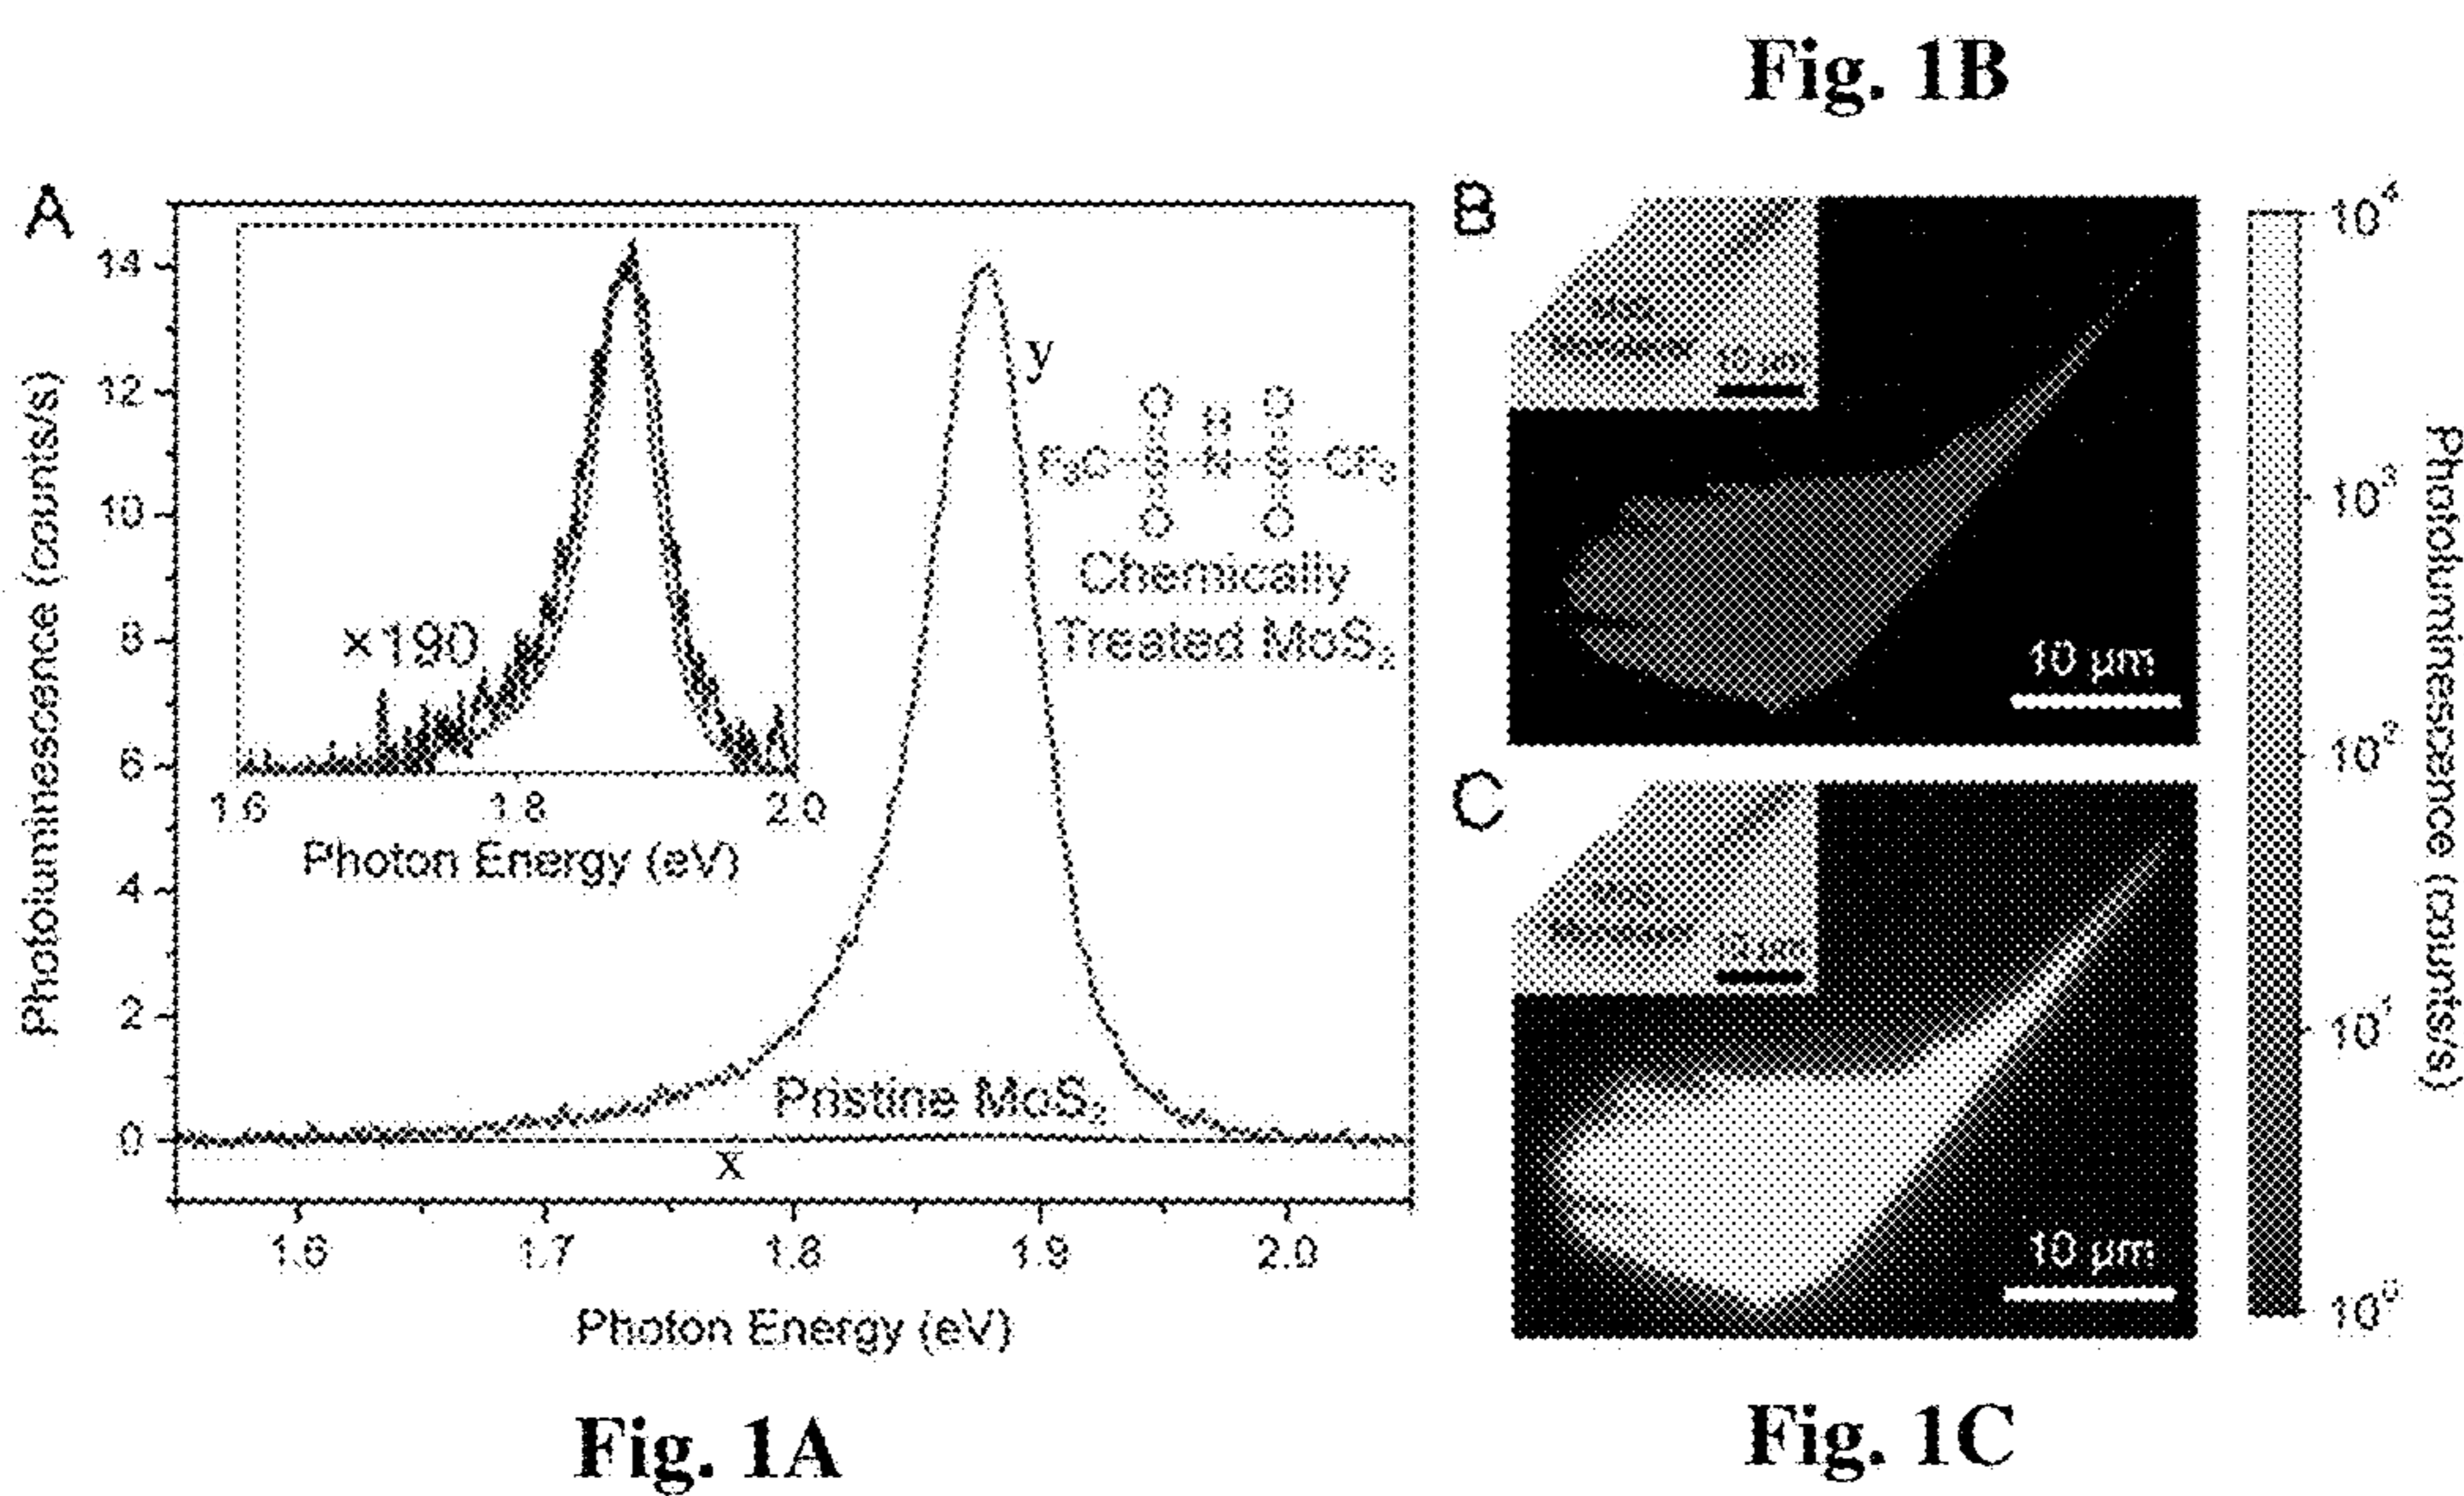 Fig. 1B
A
Photoluminescence (counts/s)
14
12
10
8
6
4
2
0
×190
1.6 1.8 2.0
Photon Energy (eV)
y
O H O
F₃C-S-N-S-CF₃
O O
Chemically
Treated MoS₂
Pristine MoS₂
x
1.6 1.7 1.8 1.9 2.0
Photon Energy (eV)
Fig. 1A
B
10 μm
C
10 μm
10⁴
10³
10²
10¹
10⁰
Photoluminescence (counts/s)
Fig. 1C